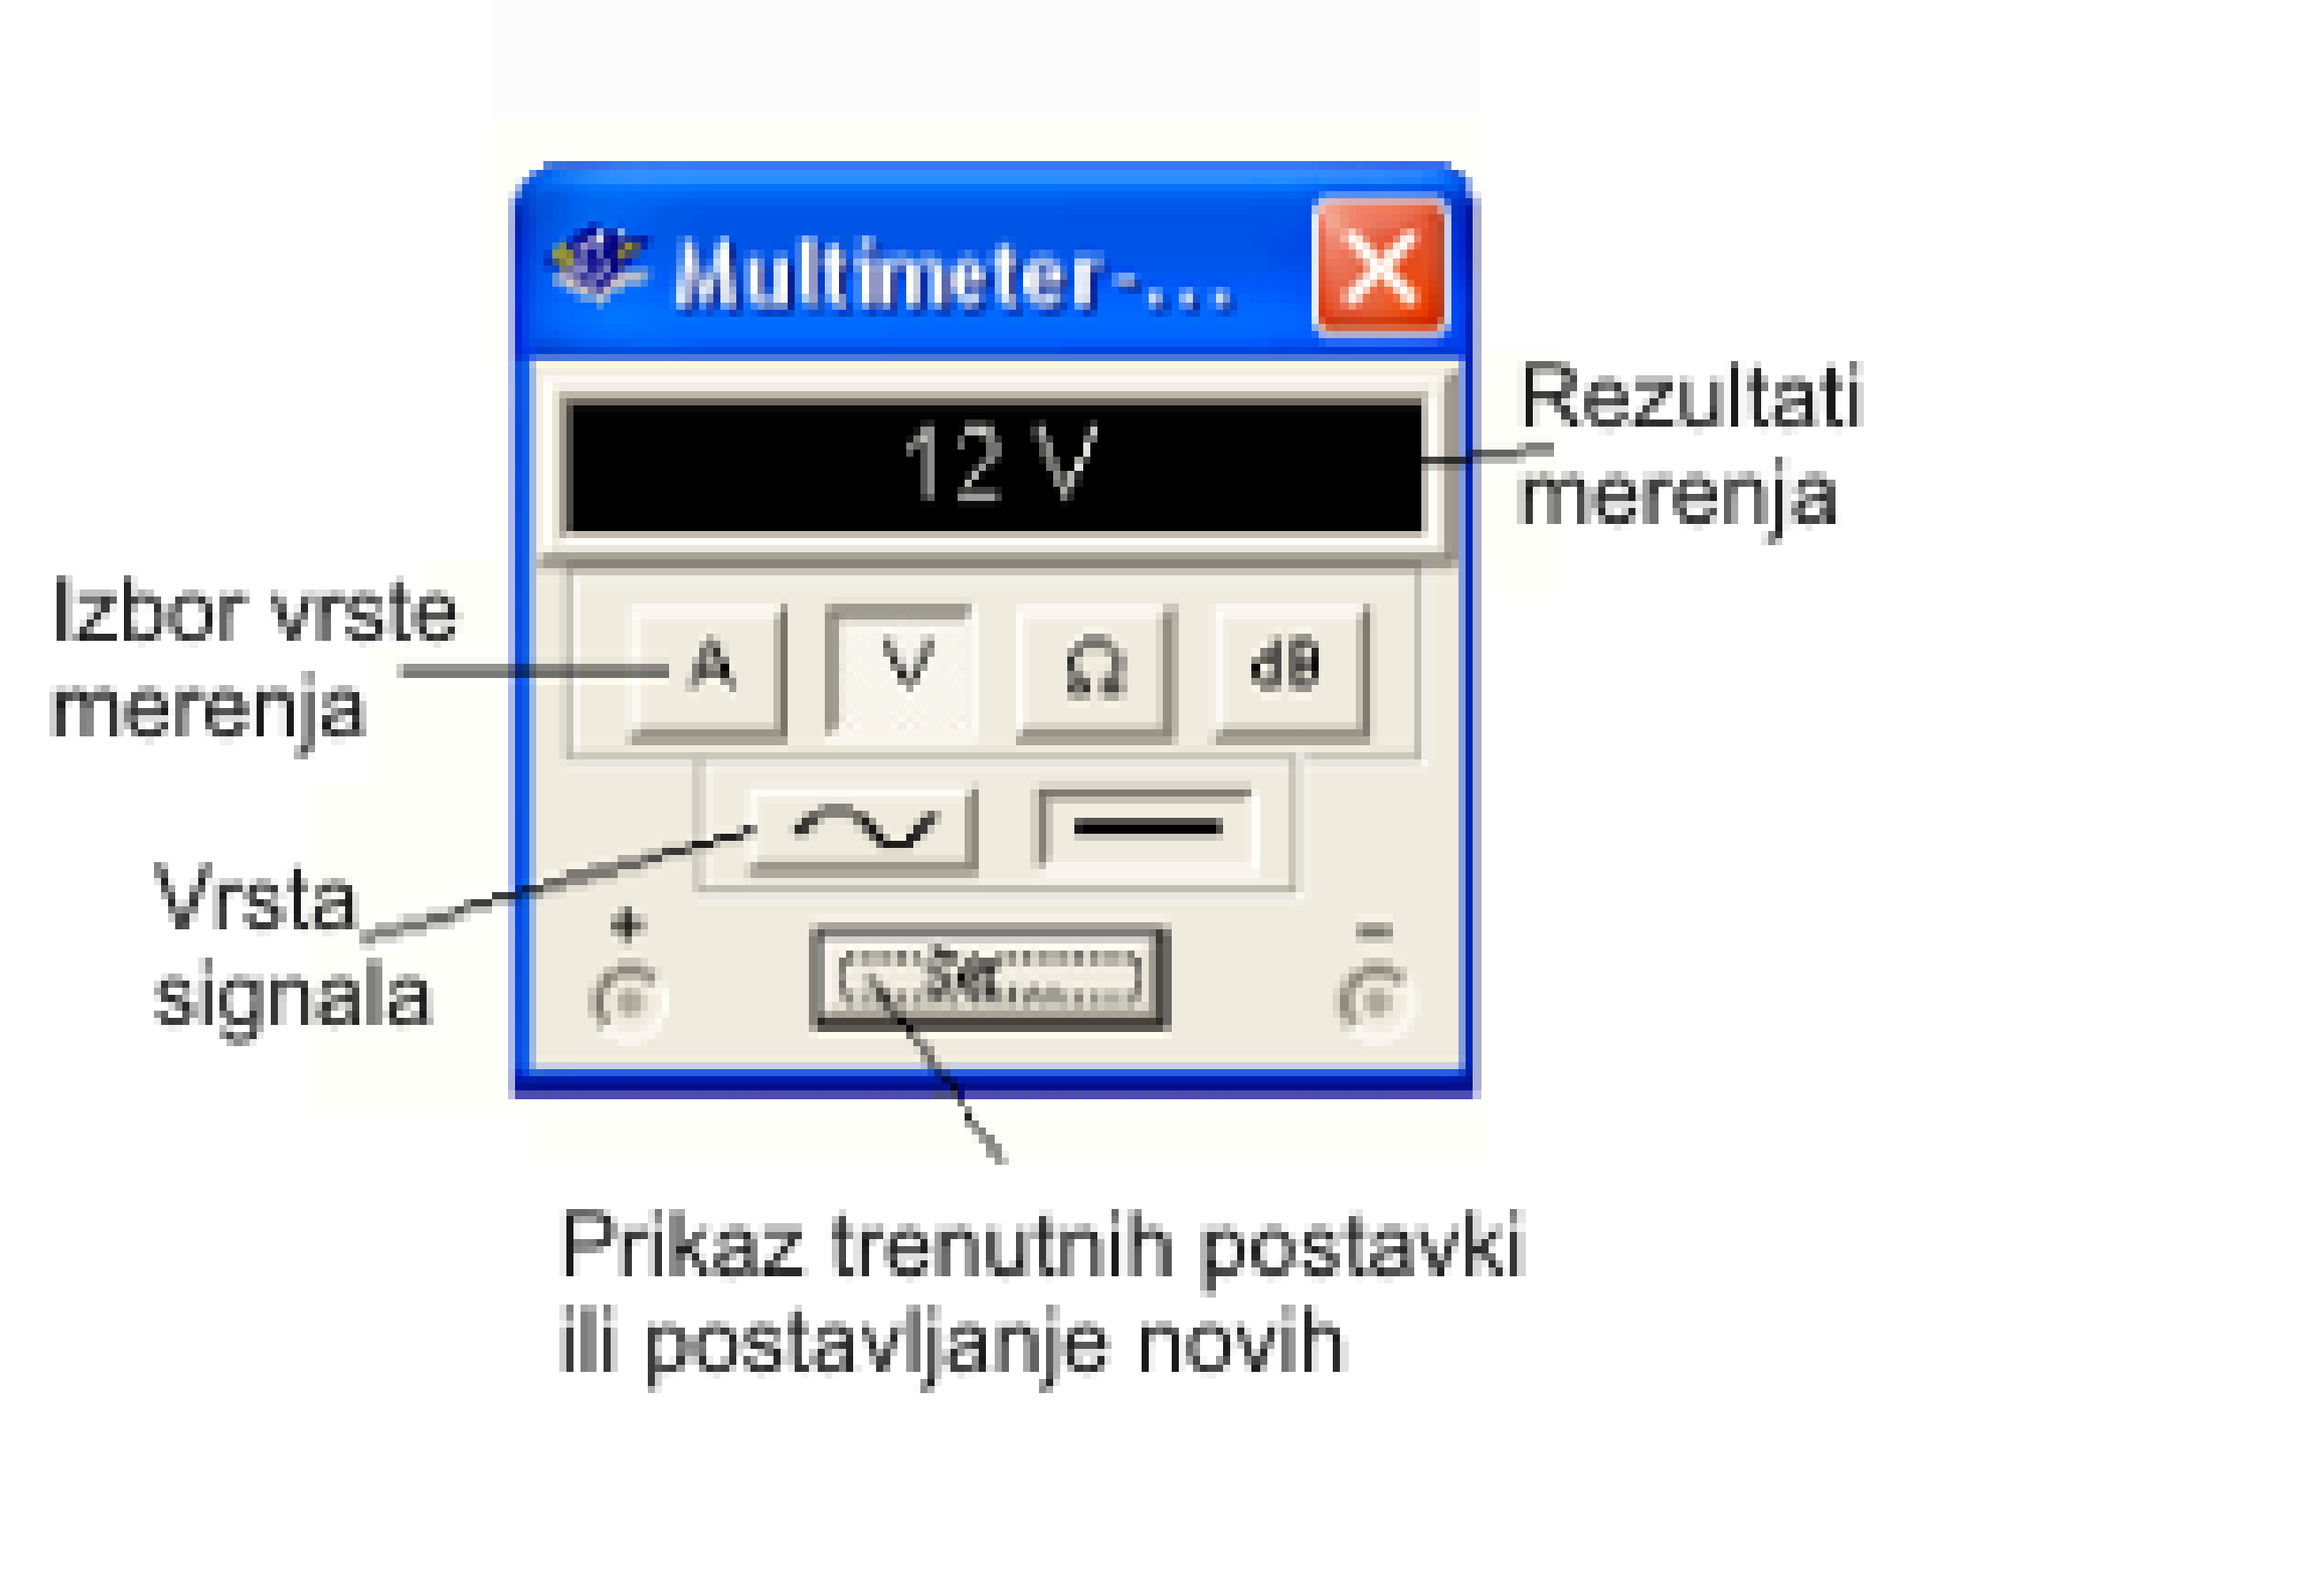 Multimeter-...
12 V
Rezultati
merenja
Izbor vrste
merenja
A V Ω dB
Vrsta
signala
+ −
Set...
Prikaz trenutnih postavki
ili postavljanje novih